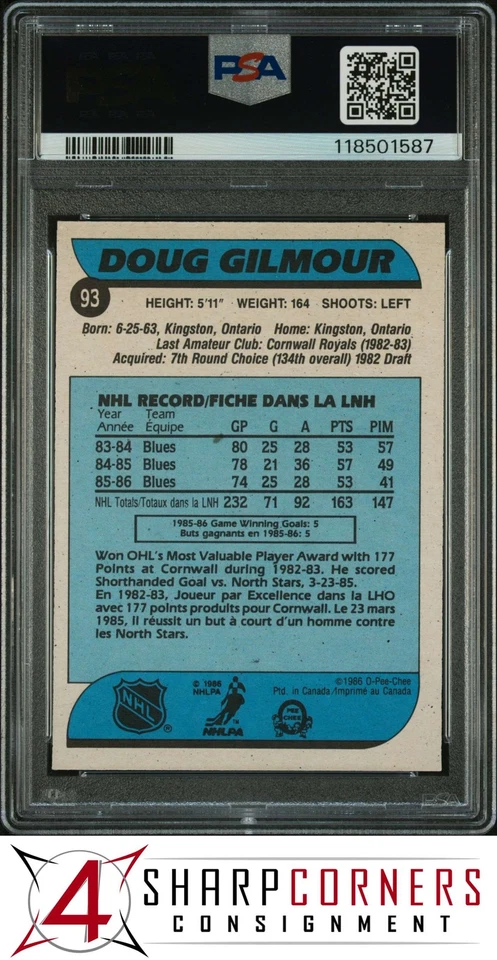 PSA
118501587
DOUG GILMOUR
93
HEIGHT: 5'11" WEIGHT: 164 SHOOTS: LEFT
Born: 6-25-63, Kingston, Ontario Home: Kingston, Ontario
Last Amateur Club: Cornwall Royals (1982-83)
Acquired: 7th Round Choice (134th overall) 1982 Draft
NHL RECORD/FICHE DANS LA LNH
Year Team
Année Équipe GP G A PTS PIM
83-84 Blues 80 25 28 53 57
84-85 Blues 78 21 36 57 49
85-86 Blues 74 25 28 53 41
NHL Totals/Totaux dans la NHL 232 71 92 163 147
1985-86 Game Winning Goals: 5
Buts gagnants en 1985-86: 5
Won OHL's Most Valuable Player Award with 177
Points at Cornwall during 1982-83. He scored
Shorthanded Goal vs. North Stars, 3-23-85.
En 1982-83, Joueur par Excellence dans la LHO
avec 177 points produits pour Cornwall. Le 23 mars
1985, il réussit un but à court d'un homme contre
les North Stars.
NHL
®
© 1986
NHLPA
™
NHLPA
O PEE CHEE
©1986 O-Pee-Chee
Ptd. in Canada/Imprimé au Canada
PSA
4 SHARPCORNERS
CONSIGNMENT